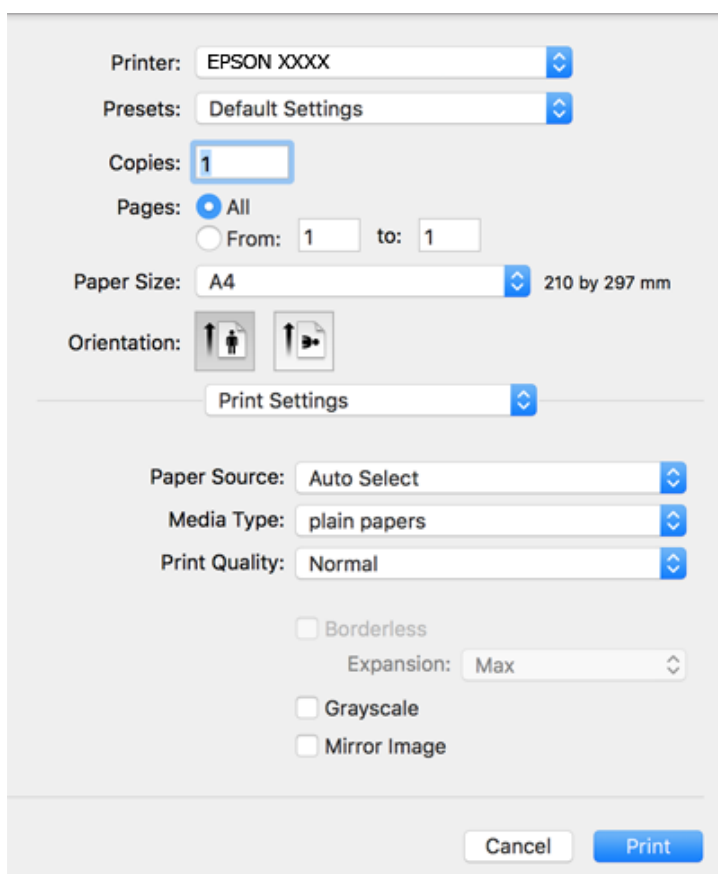 Printer: EPSON XXXX
Presets: Default Settings
Copies: 1
Pages: All
From: 1 to: 1
Paper Size: A4 210 by 297 mm
Orientation:
Print Settings
Paper Source: Auto Select
Media Type: plain papers
Print Quality: Normal
Borderless
Expansion: Max
Grayscale
Mirror Image
Cancel Print